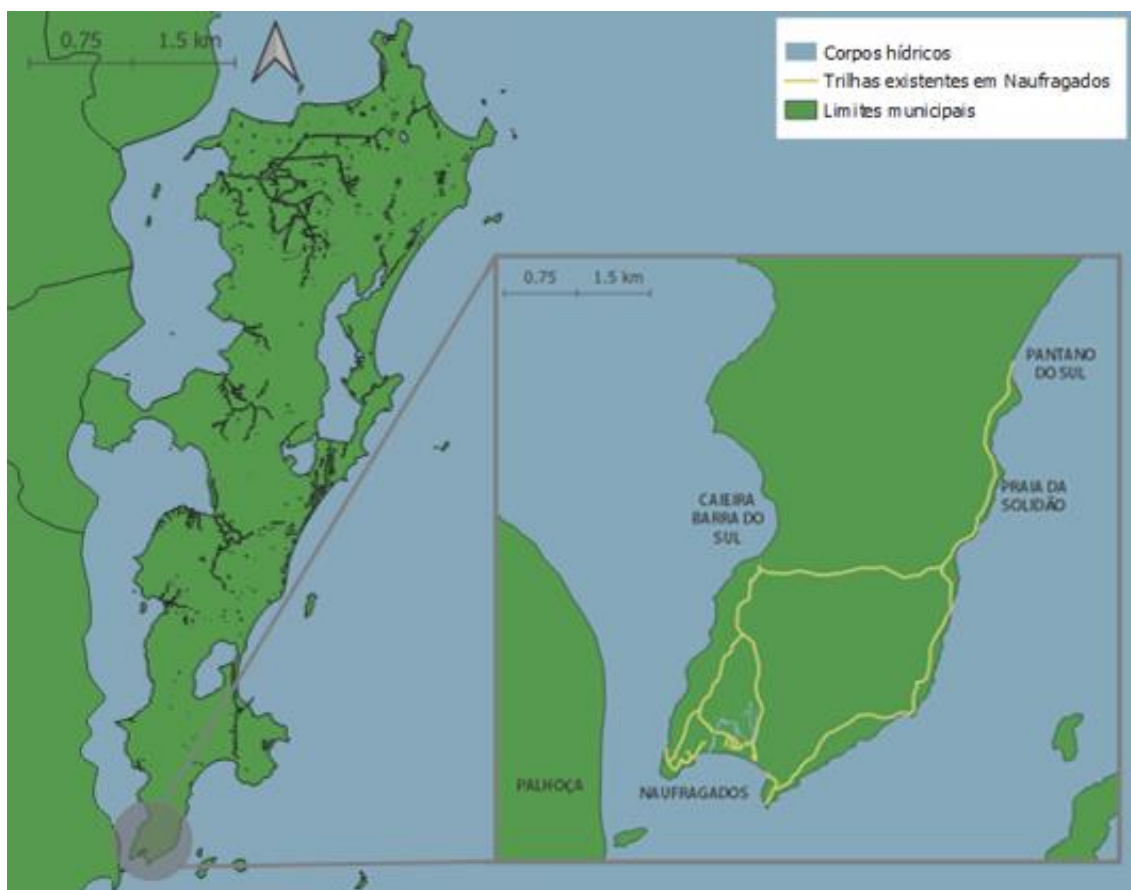 0.75 1.5 km
Corpos hídricos
Trilhas existentes em Naufragados
Limites municipais
0.75 1.5 km
PANTANO
DO SUL
CAIEIRA
BARRA DO
SUL
PRAIA DA
SOLIDÃO
PALHOÇA
NAUFRAGADOS